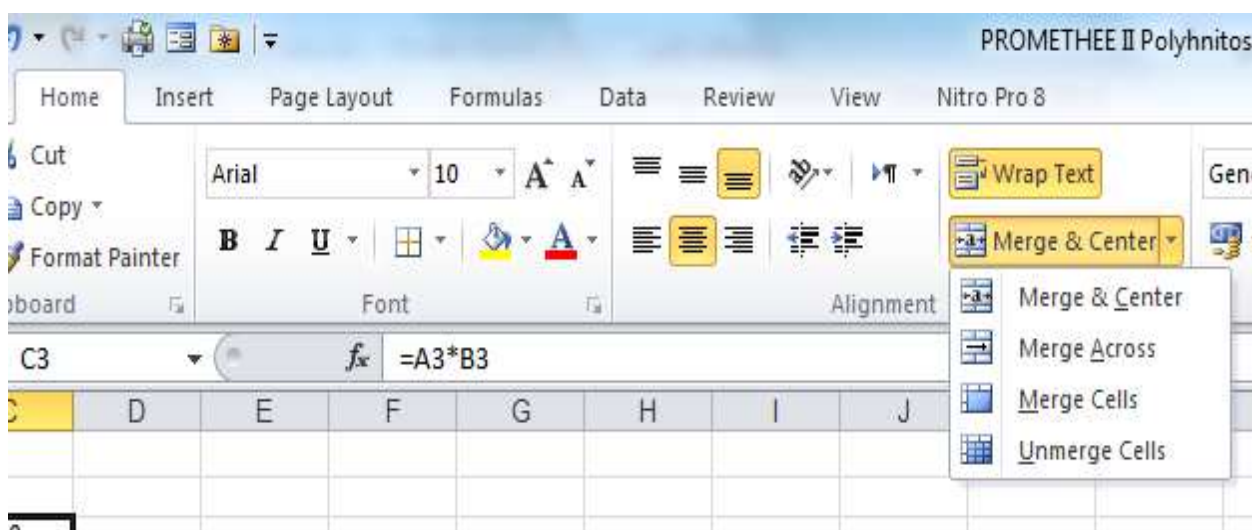 PROMETHEE II Polyhnitos
Home Insert Page Layout Formulas Data Review View Nitro Pro 8
Cut
Arial 10 A A Wrap Text
Copy
B I U A Merge & Center
Format Painter
Font Alignment
Merge & Center
Merge Across
Merge Cells
Unmerge Cells
C3 fx =A3*B3
D E F G H I J